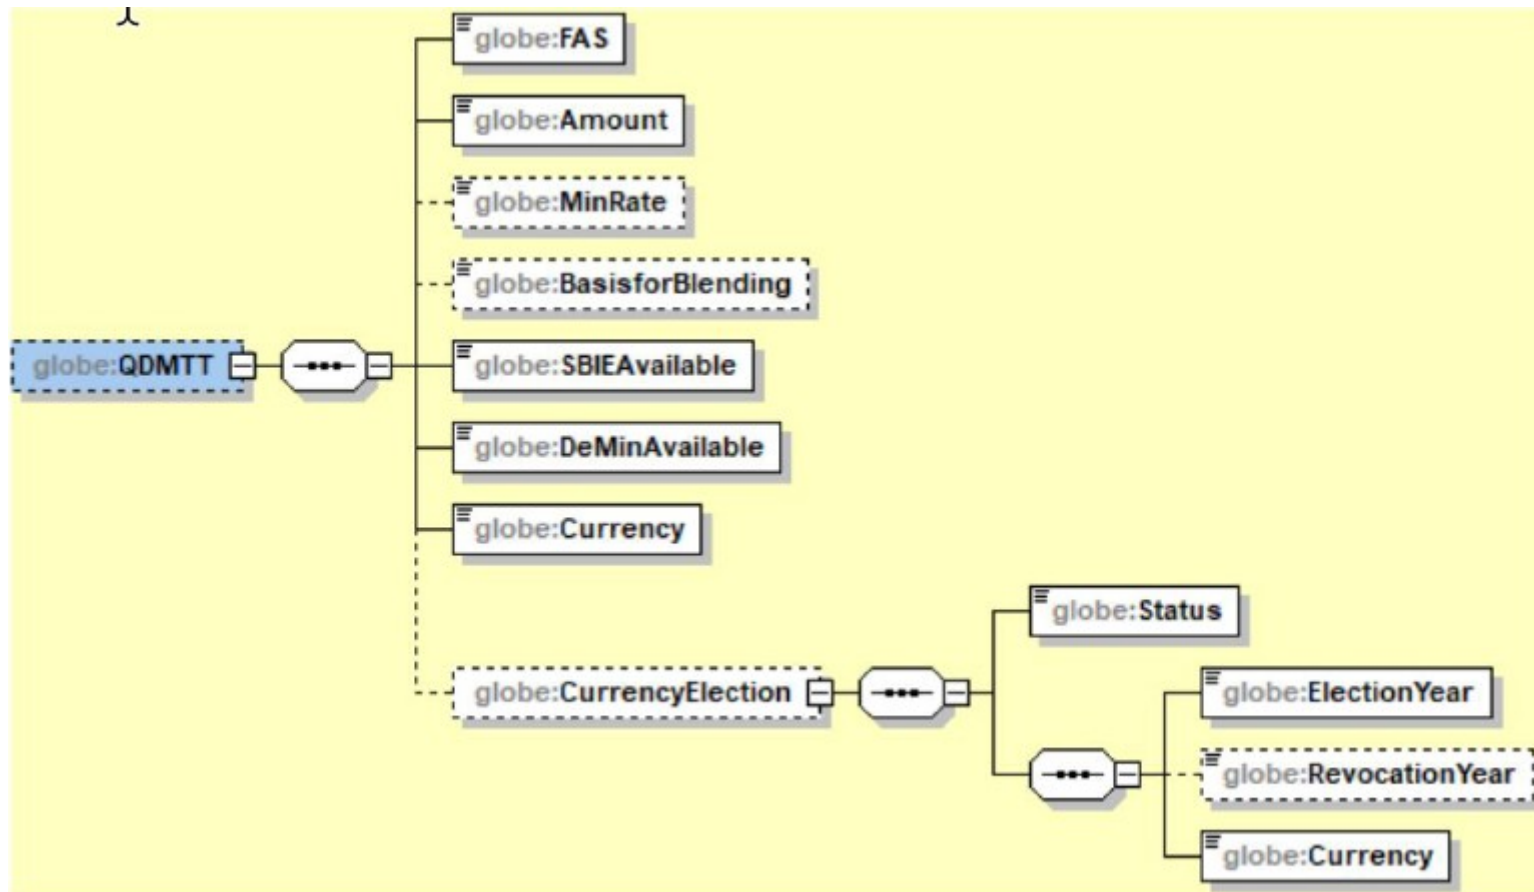 globe:FAS
globe:Amount
globe:MinRate
globe:BasisforBlending
globe:QDMTT
globe:SBIEAvailable
globe:DeMinAvailable
globe:Currency
globe:Status
globe:CurrencyElection
globe:ElectionYear
globe:RevocationYear
globe:Currency